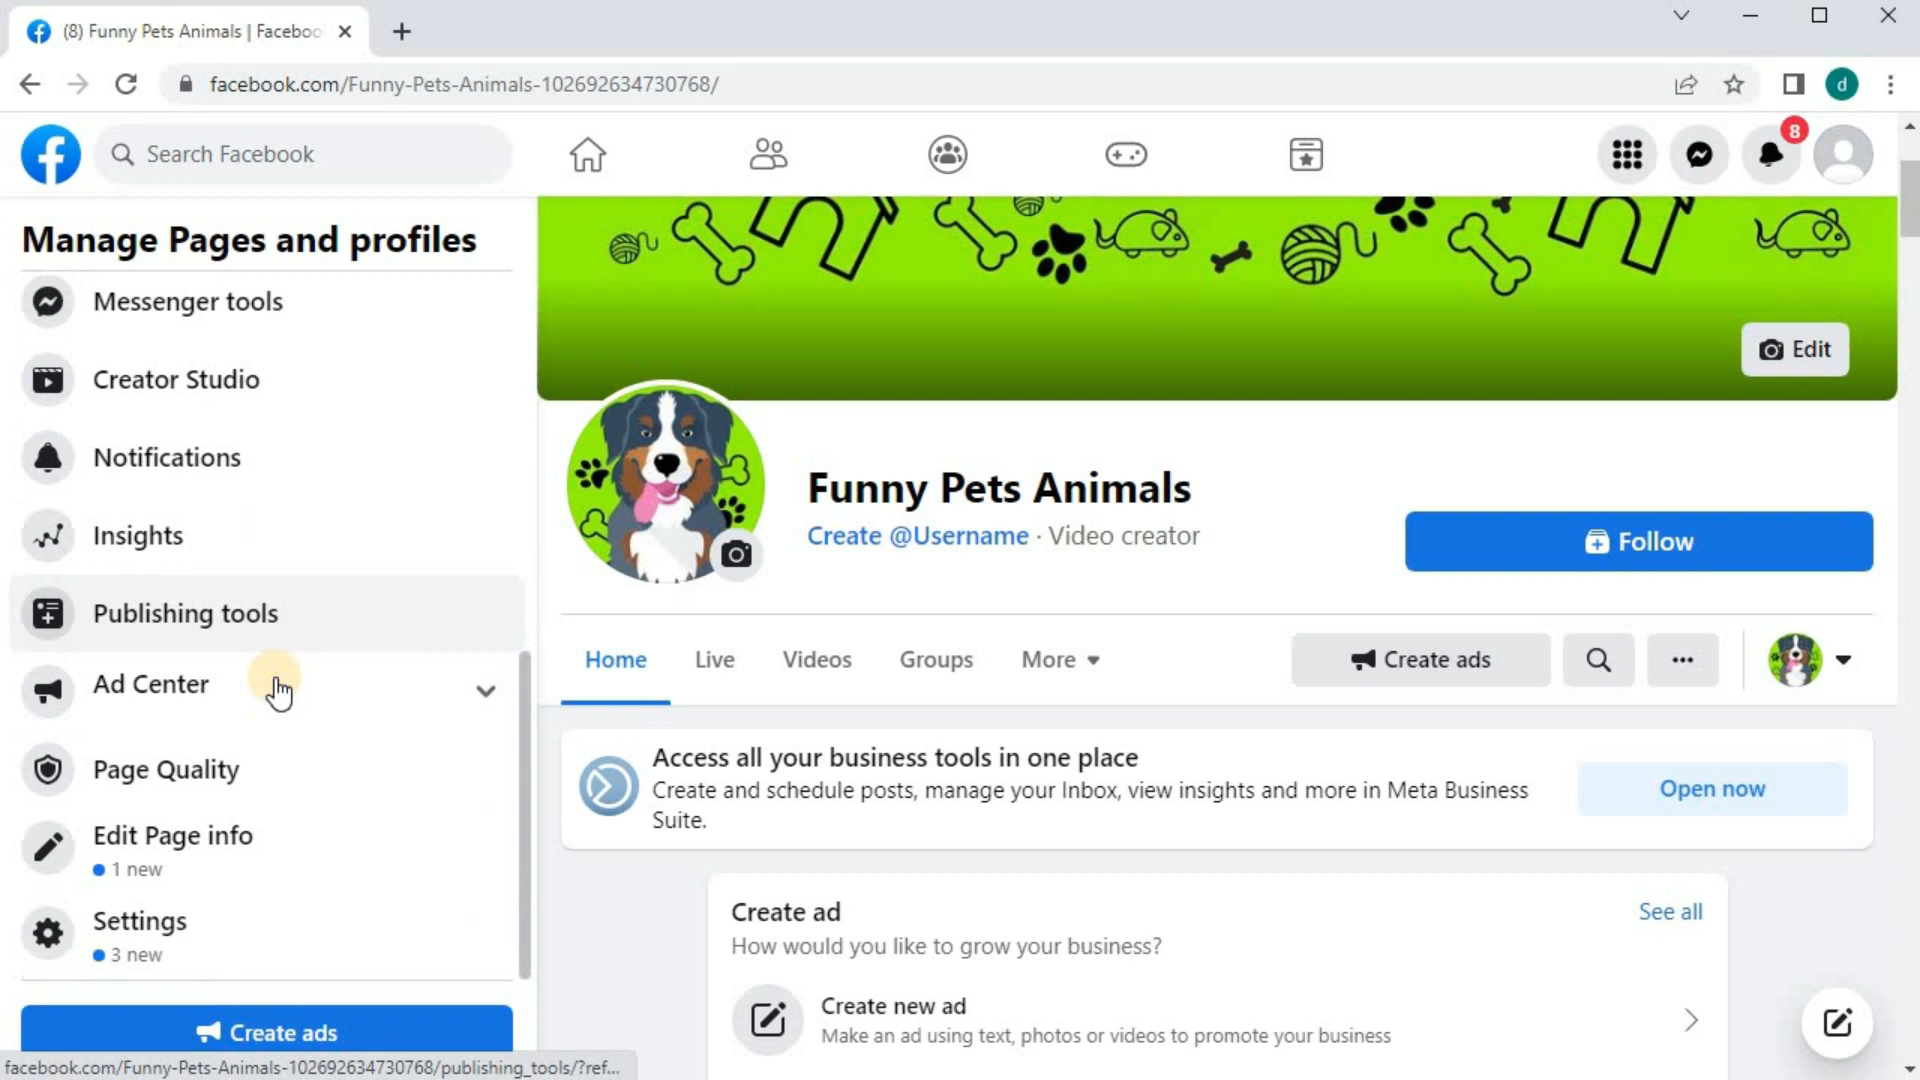 (8) Funny Pets Animals | Faceboo
facebook.com/Funny-Pets-Animals-102692634730768/
d
Search Facebook
8
Manage Pages and profiles
Messenger tools
Creator Studio
Notifications
Insights
Publishing tools
Ad Center
Page Quality
Edit Page info
1 new
Settings
3 new
Create ads
facebook.com/Funny-Pets-Animals-102692634730768/publishing_tools/?ref...
Edit
Funny Pets Animals
Create @Username · Video creator
Follow
Home Live Videos Groups More
Create ads
Access all your business tools in one place
Create and schedule posts, manage your Inbox, view insights and more in Meta Business
Suite.
Open now
Create ad
See all
How would you like to grow your business?
Create new ad
Make an ad using text, photos or videos to promote your business